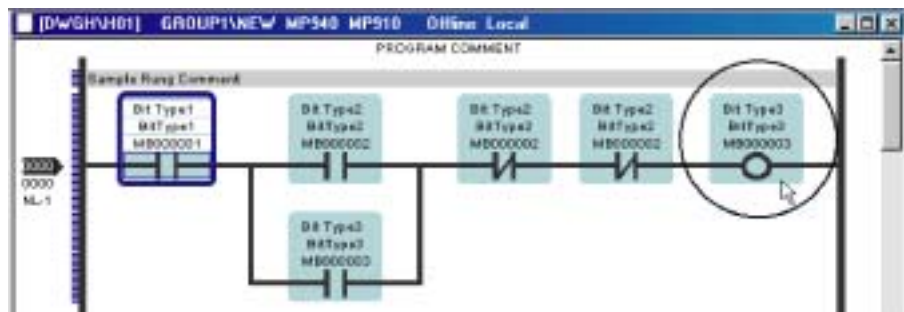 [DWGH\H01] GROUP1\NEW MP940 MP910 Offline Local
PROGRAM COMMENT
Sample Rung Comment
Bit Type1
BitType1
MB000001
Bit Type2
BitType2
MB000002
Bit Type2
BitType2
MB000002
Bit Type2
BitType2
MB000002
Bit Type3
BitType3
MB000003
0000
0000
NL-1
Bit Type3
BitType3
MB000003